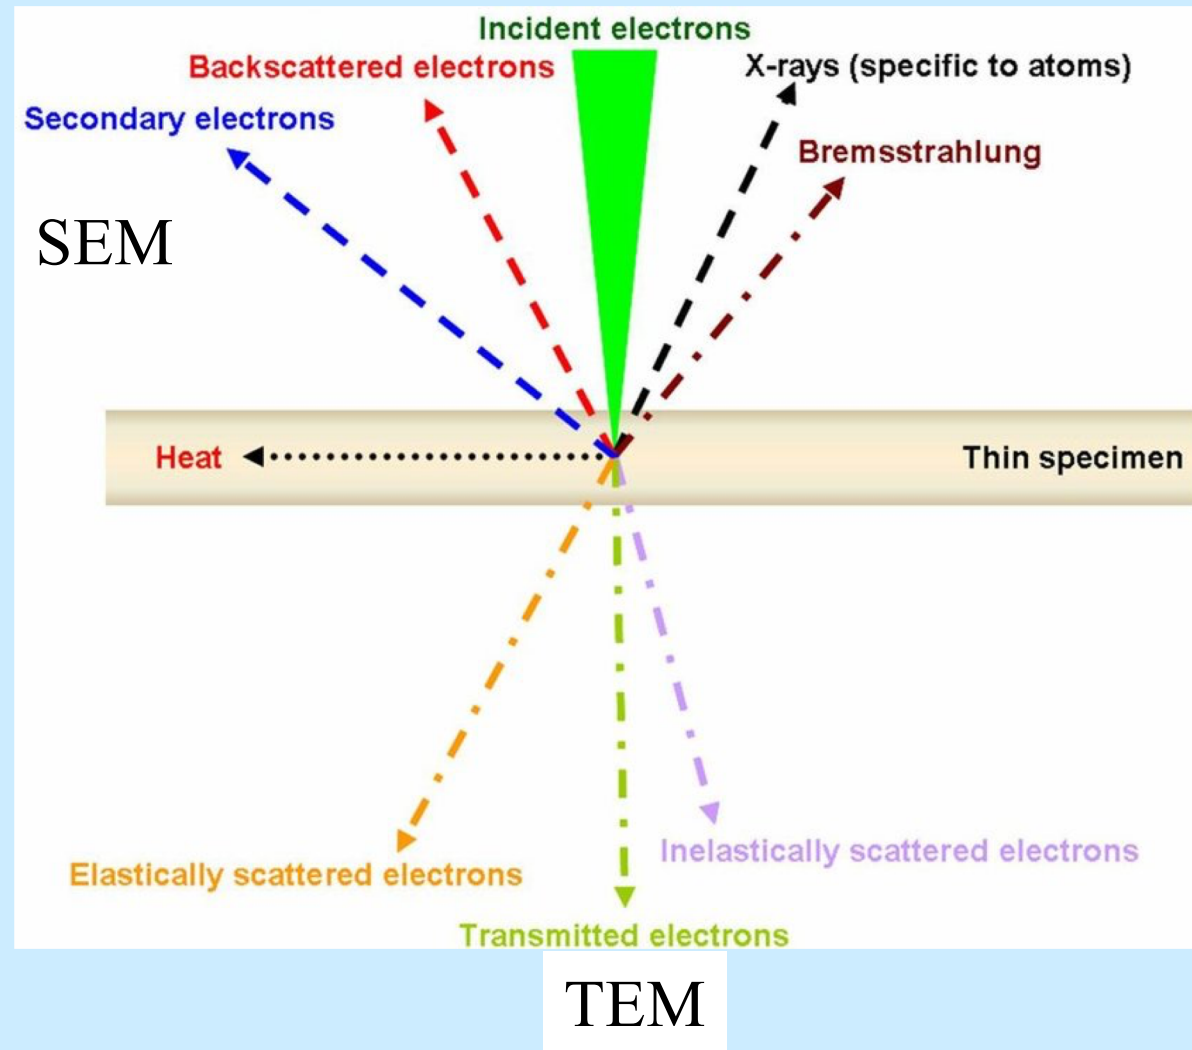 Incident electrons
Backscattered electrons
X-rays (specific to atoms)
Secondary electrons
Bremsstrahlung
SEM
Heat
Thin specimen
Inelastically scattered electrons
Elastically scattered electrons
Transmitted electrons
TEM